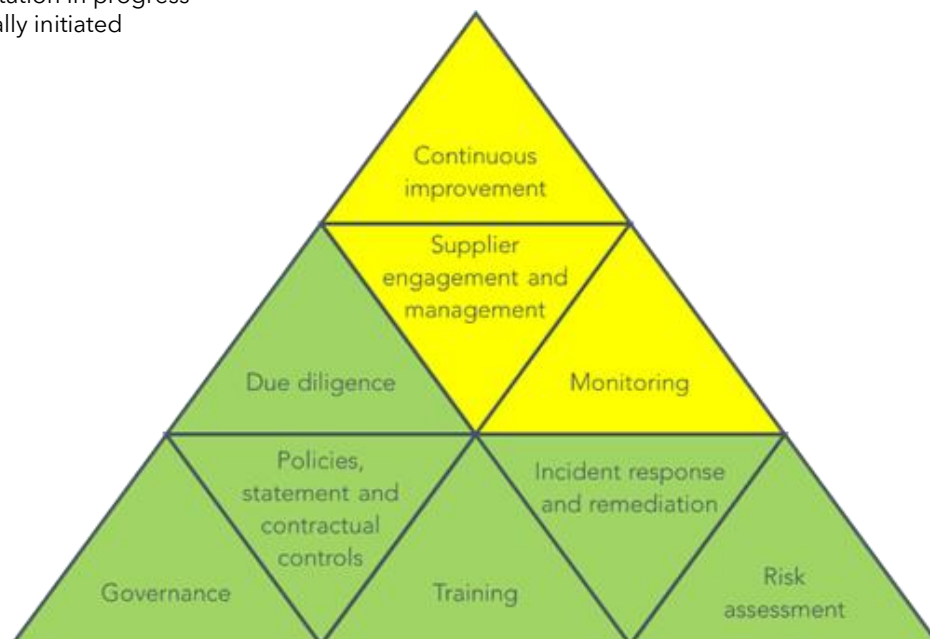 tation in progress
ally initiated
Continuous
improvement
Supplier
engagement and
management
Due diligence
Monitoring
Policies,
statement and
contractual
controls
Incident response
and remediation
Governance
Training
Risk
assessment